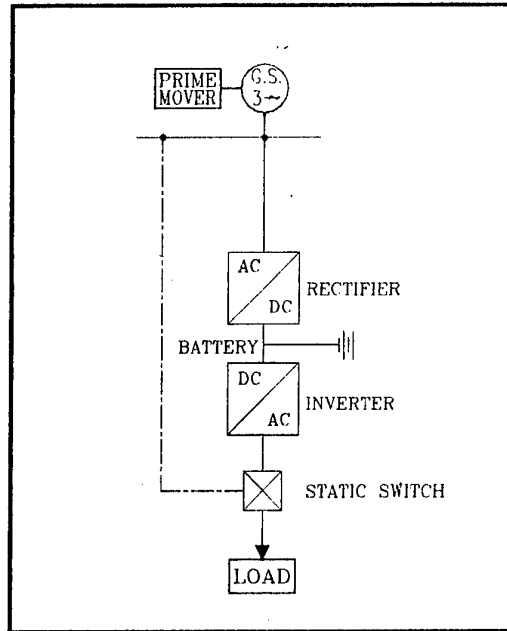 G.S.
3~
PRIME
MOVER
AC
DC
RECTIFIER
BATTERY
DC
AC
INVERTER
STATIC SWITCH
LOAD